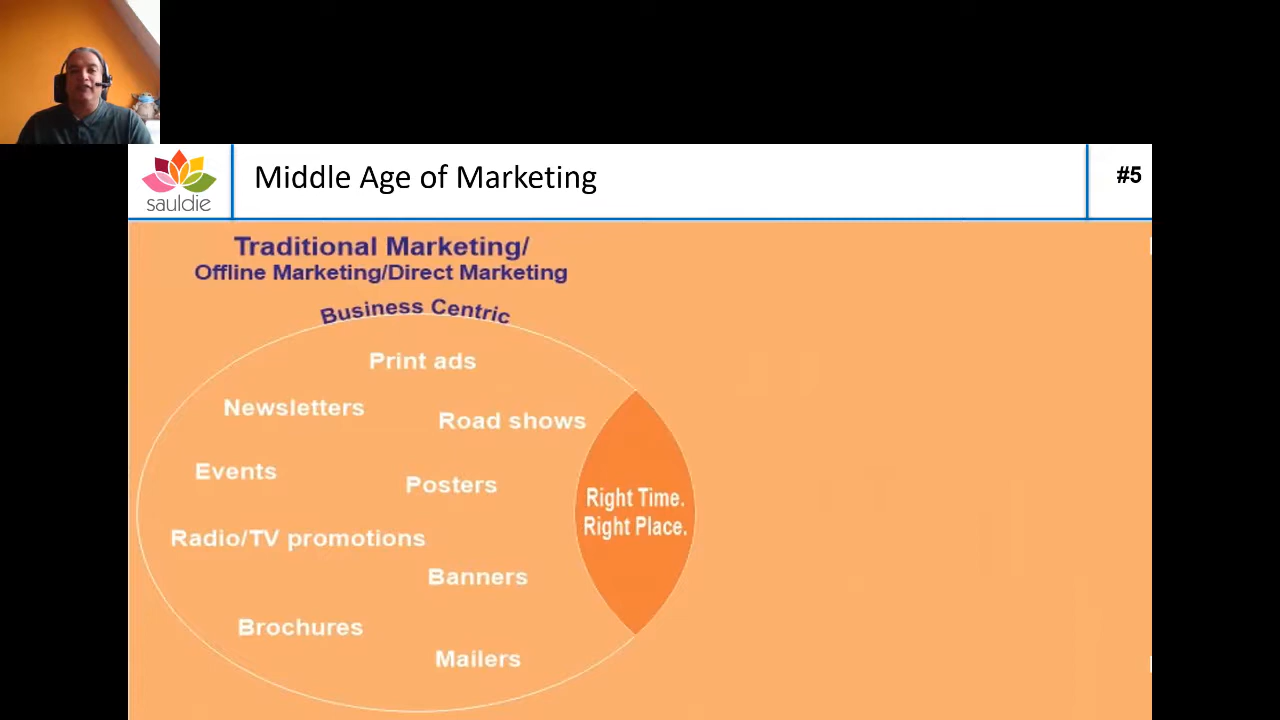 sauldie
Middle Age of Marketing
#5
Traditional Marketing/
Offline Marketing/Direct Marketing
Business Centric
Print ads
Newsletters
Road shows
Events
Posters
Right Time.
Right Place.
Radio/TV promotions
Banners
Brochures
Mailers